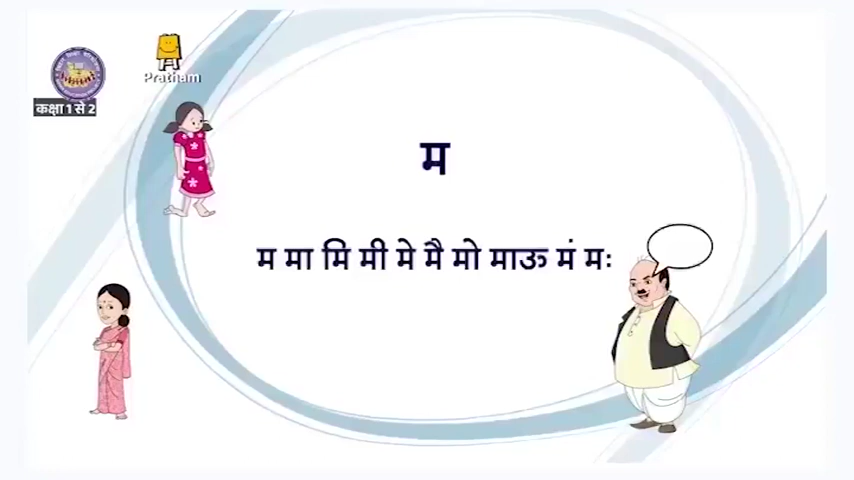 Pratham
कक्षा 1 से 2
म
म मा मि मी मे मै मो माऊ मं मः